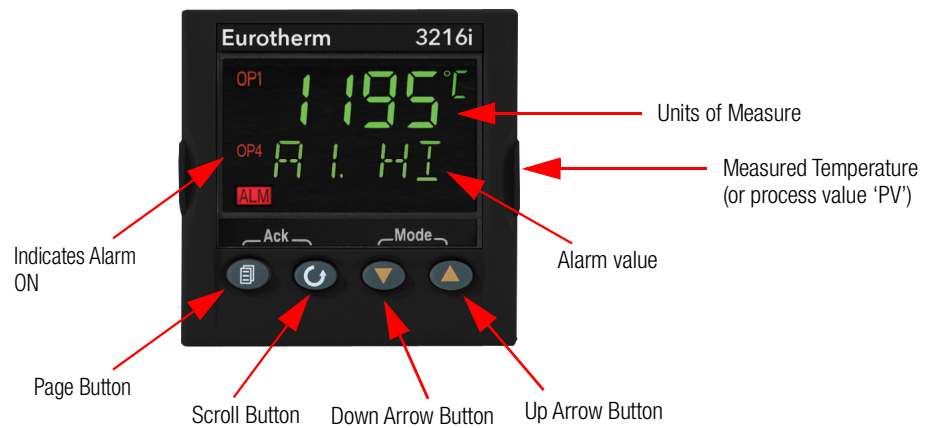 Eurotherm 3216i
OP1 1195 °C
Units of Measure
OP4 A1. HI
Measured Temperature
(or process value ‘PV’)
ALM
Ack Mode
Indicates Alarm
ON
Alarm value
Page Button
Scroll Button
Down Arrow Button
Up Arrow Button